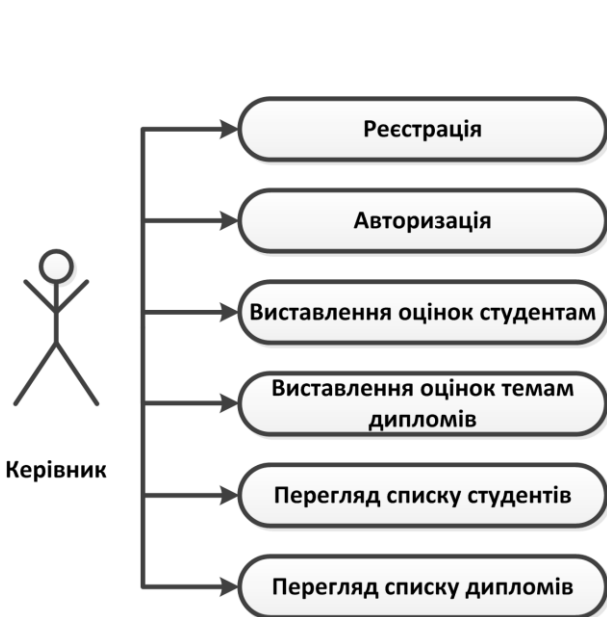 Реєстрація
Авторизація
Виставлення оцінок студентам
Виставлення оцінок темам
дипломів
Керівник
Перегляд списку студентів
Перегляд списку дипломів